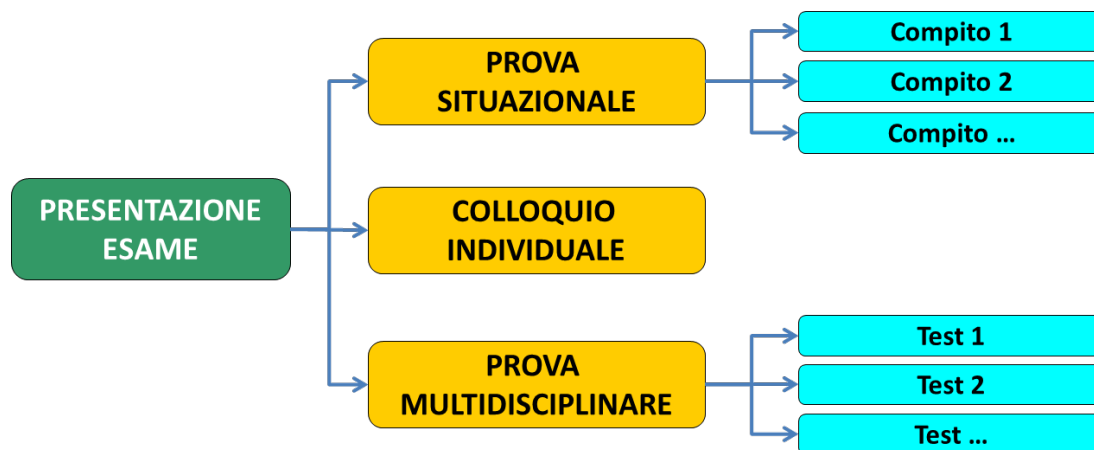 PRESENTAZIONE
ESAME
PROVA
SITUAZIONALE
Compito 1
Compito 2
Compito ...
COLLOQUIO
INDIVIDUALE
PROVA
MULTIDISCIPLINARE
Test 1
Test 2
Test ...